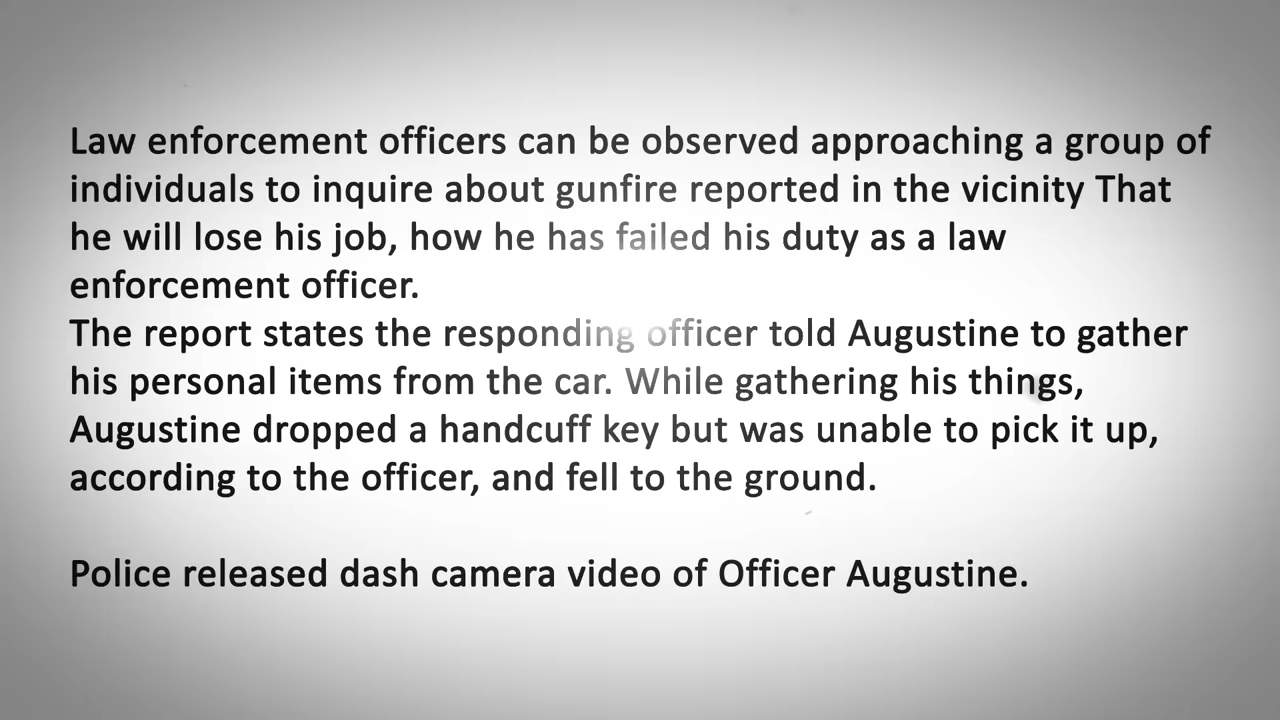 Law enforcement officers can be observed approaching a group of
individuals to inquire about gunfire reported in the vicinity That
he will lose his job, how he has failed his duty as a law
enforcement officer.
The report states the responding officer told Augustine to gather
his personal items from the car. While gathering his things,
Augustine dropped a handcuff key but was unable to pick it up,
according to the officer, and fell to the ground.
Police released dash camera video of Officer Augustine.